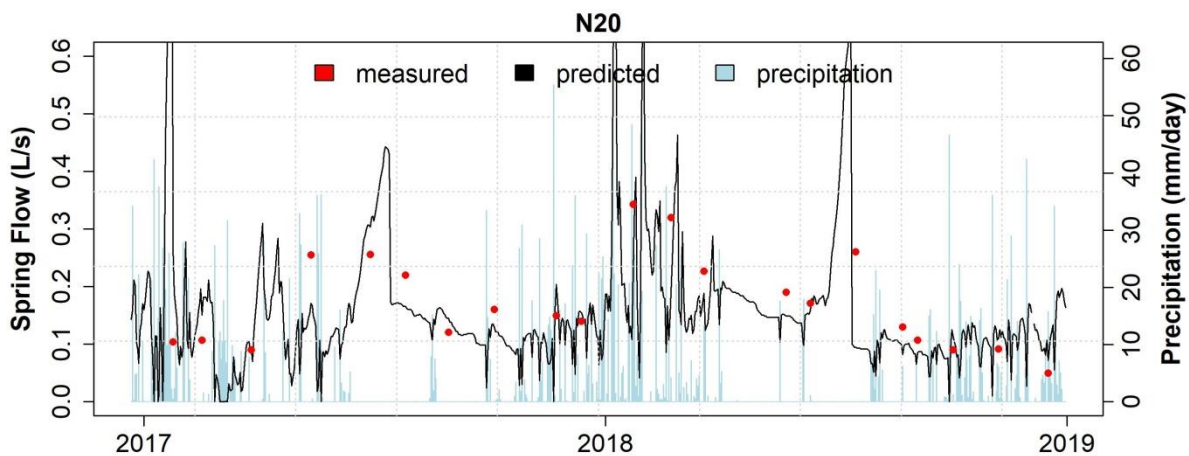 N20
measured predicted precipitation
Spring Flow (L/s)
0.0 0.1 0.2 0.3 0.4 0.5 0.6
Precipitation (mm/day)
0 10 20 30 40 50 60
2017 2018 2019